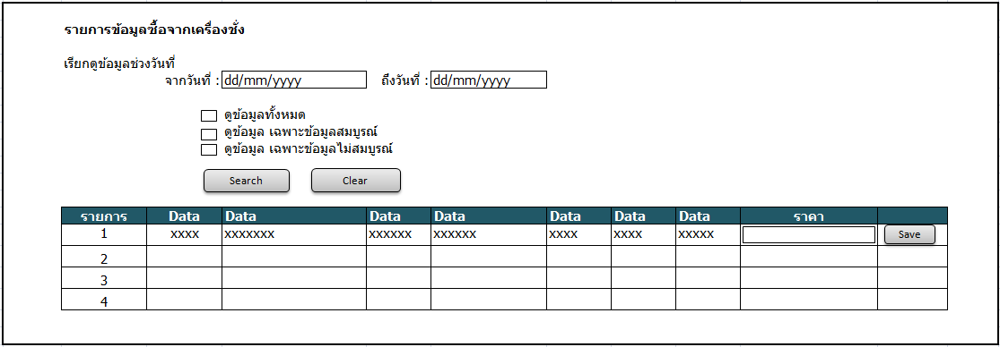 รายการข้อมูลซื้อจากเครื่องชั่ง
เรียกดูข้อมูลช่วงวันที่
จากวันที่ : dd/mm/yyyy ถึงวันที่ : dd/mm/yyyy
ดูข้อมูลทั้งหมด
ดูข้อมูล เฉพาะข้อมูลสมบูรณ์
ดูข้อมูล เฉพาะข้อมูลไม่สมบูรณ์
Search Clear
รายการ Data Data Data Data Data Data Data ราคา
1 xxxx xxxxxxx xxxxxx xxxxxx xxxx xxxx xxxxx Save
2
3
4